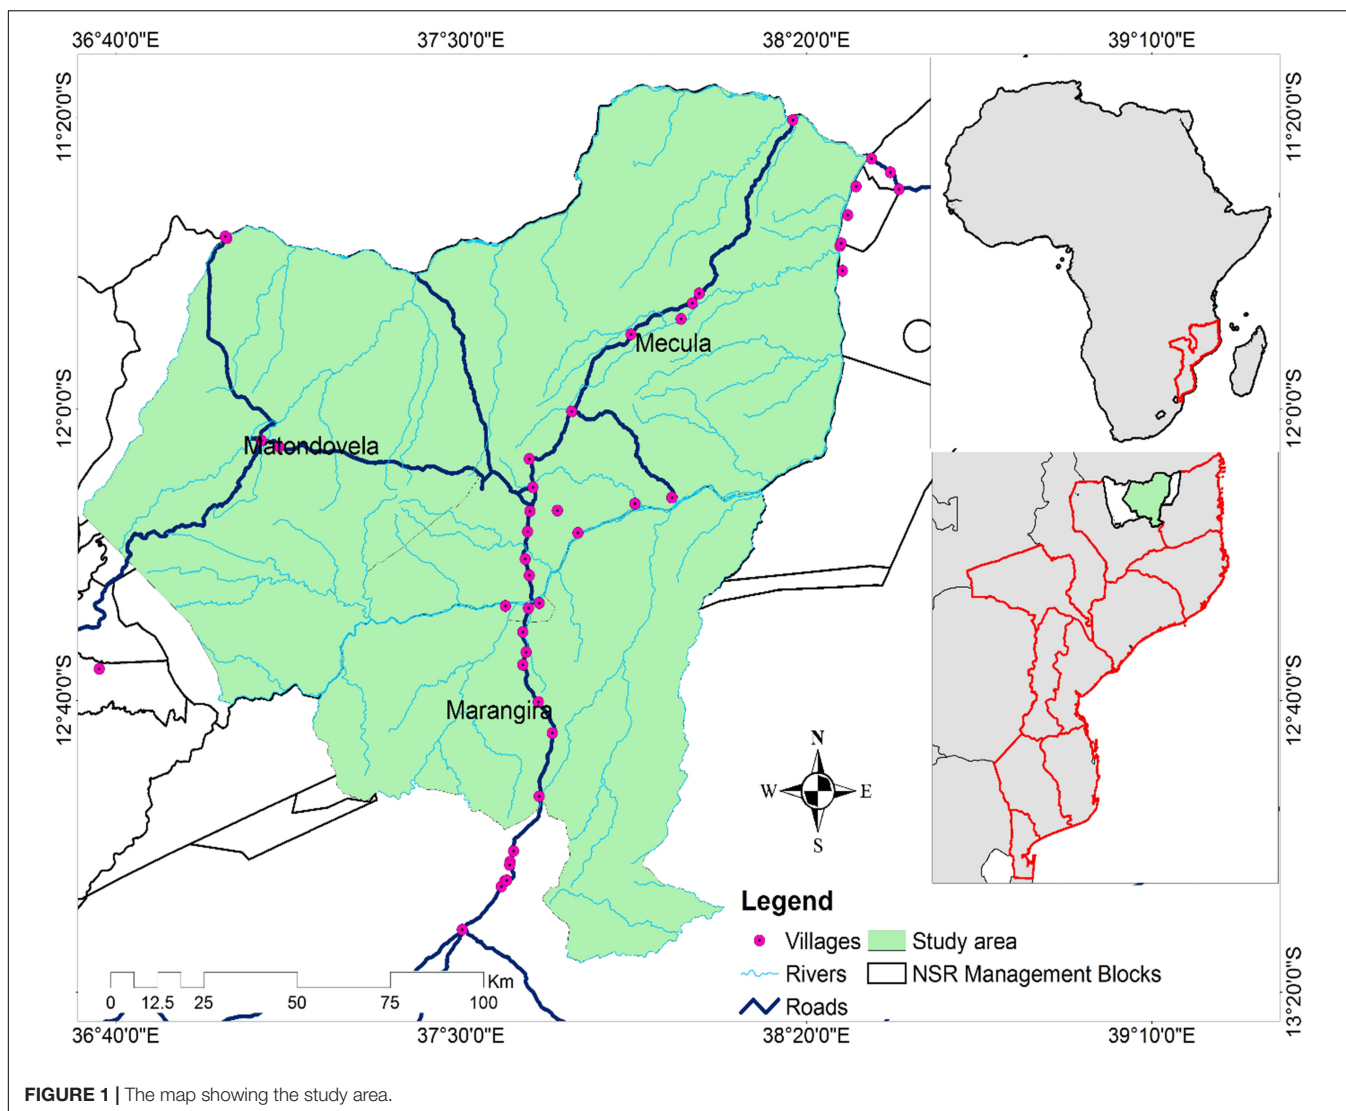 36°40'0"E 37°30'0"E 38°20'0"E 39°10'0"E
11°20'0"S 11°20'0"S
Mecula
12°0'0"S 12°0'0"S
Matondovela
12°40'0"S 12°40'0"S
Marangira
N
W E
S
Legend
Villages Study area
Rivers NSR Management Blocks
Roads
Km
0 12.5 25 50 75 100
13°20'0"S
36°40'0"E 37°30'0"E 38°20'0"E 39°10'0"E
FIGURE 1 | The map showing the study area.